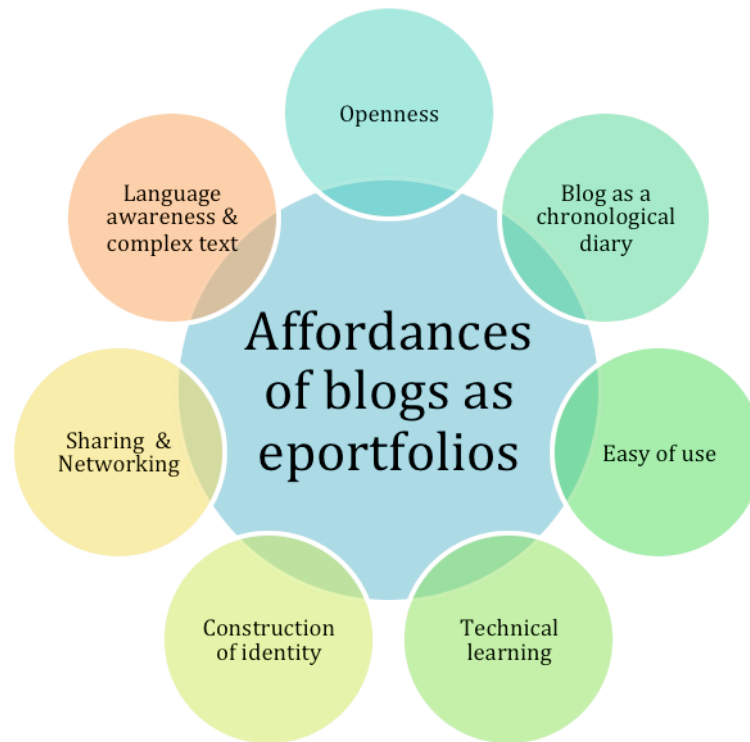 Openness
Blog as a
chronological
diary
Easy of use
Technical
learning
Construction
of identity
Sharing &
Networking
Language
awareness &
complex text
Affordances
of blogs as
eportfolios